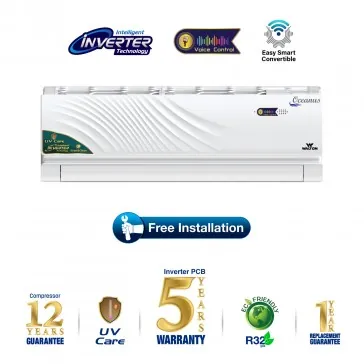 Intelligent
INVERTER
Technology
Voice Control
Easy Smart
Convertible
Oceanus
UV Care
WALTON
Free Installation
Compressor
12
YEARS
GUARANTEE
UV
Care
Inverter PCB
5
YEARS
WARRANTY
ECO FRIENDLY
R32
1
YEAR
REPLACEMENT
GUARANTEE